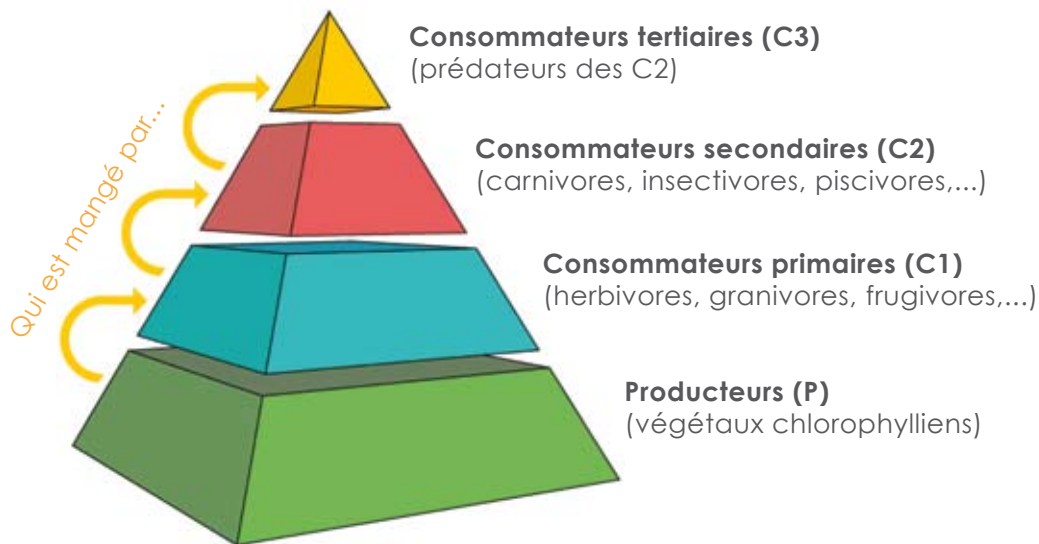 Consommateurs tertiaires (C3)
(prédateurs des C2)
Qui est mangé par...
Consommateurs secondaires (C2)
(carnivores, insectivores, piscivores,...)
Consommateurs primaires (C1)
(herbivores, granivores, frugivores,...)
Producteurs (P)
(végétaux chlorophylliens)